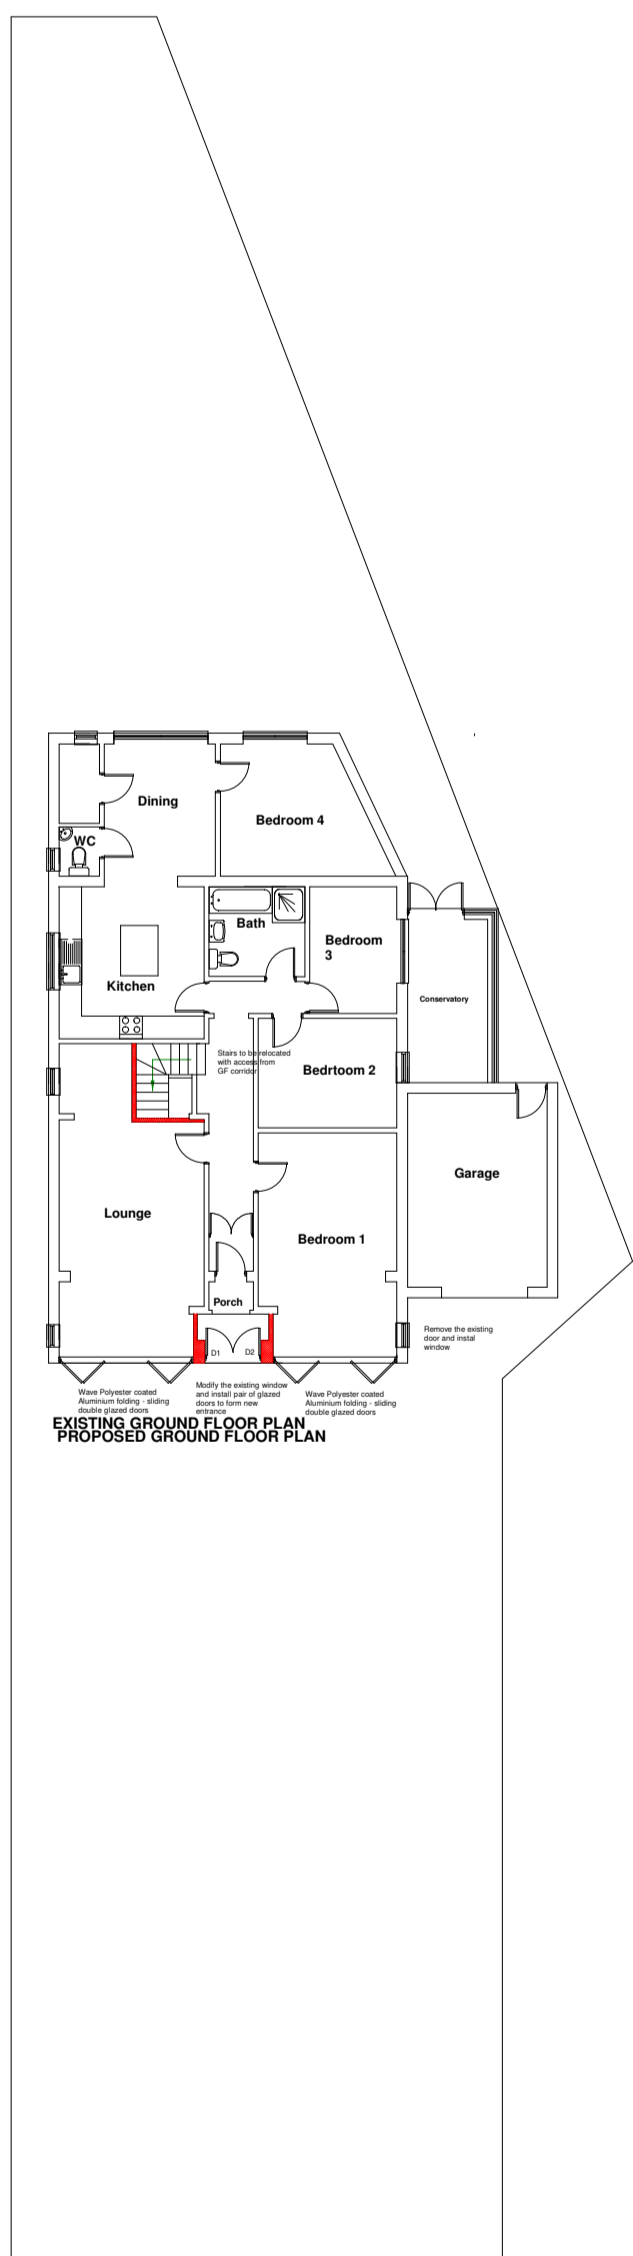 Dining
Bedroom 4
WC
Bath
Bedroom
3
Kitchen
Conservatory
Stairs to be relocated
with access from
GF corridor
Bedrtoom 2
Garage
Lounge
Bedroom 1
Porch
D1
D2
Remove the existing
door and instal
window
Wave Polyester coated
Aluminium folding - sliding
double glazed doors
Modify the existing window
and install pair of glazed
doors to form new
entrance
Wave Polyester coated
Aluminium folding - sliding
double glazed doors
EXISTING GROUND FLOOR PLAN
PROPOSED GROUND FLOOR PLAN